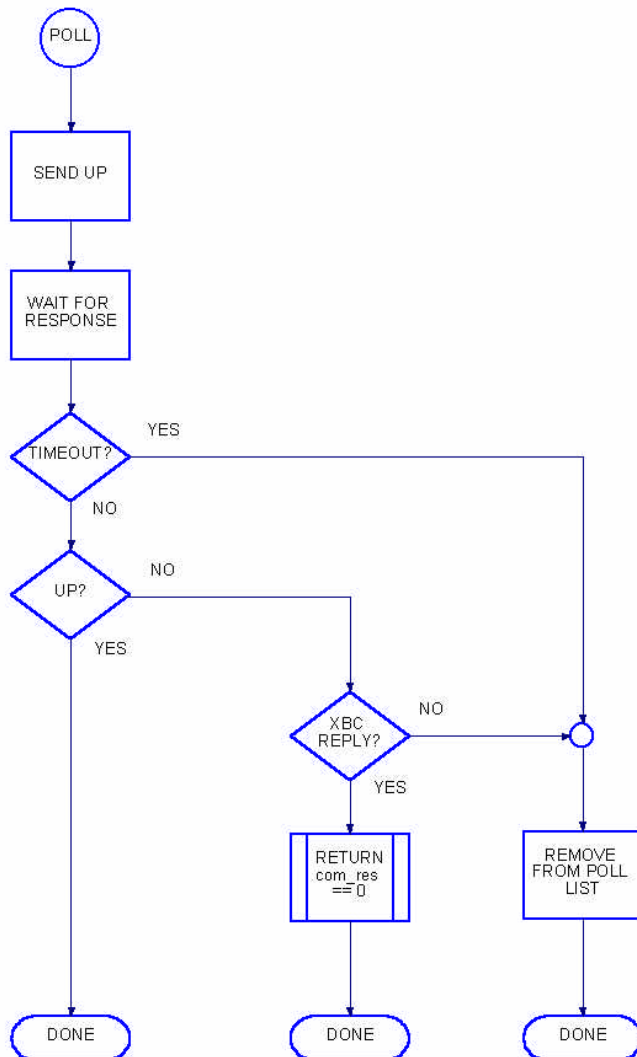 POLL
SEND UP
WAIT FOR
RESPONSE
TIMEOUT?
YES
NO
UP?
NO
YES
XBC
REPLY?
NO
YES
RETURN
com_res
== 0
REMOVE
FROM POLL
LIST
DONE
DONE
DONE